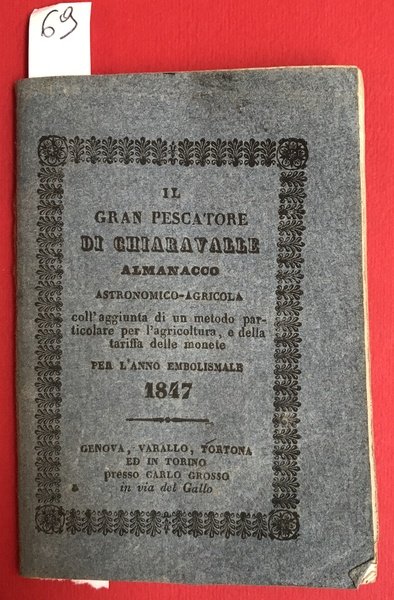 69
IL
GRAN PESCATORE
DI CHIARAVALLE
ALMANACCO
ASTRONOMICO-AGRICOLA
coll'aggiunta di un metodo par-
ticolare per l'agricoltura, e della
tariffa delle monete
PER L'ANNO EMBOLISMALE
1847
GENOVA, VARALLO, TORTONA
ED IN TORINO
presso CARLO GROSSO
in via del Gallo